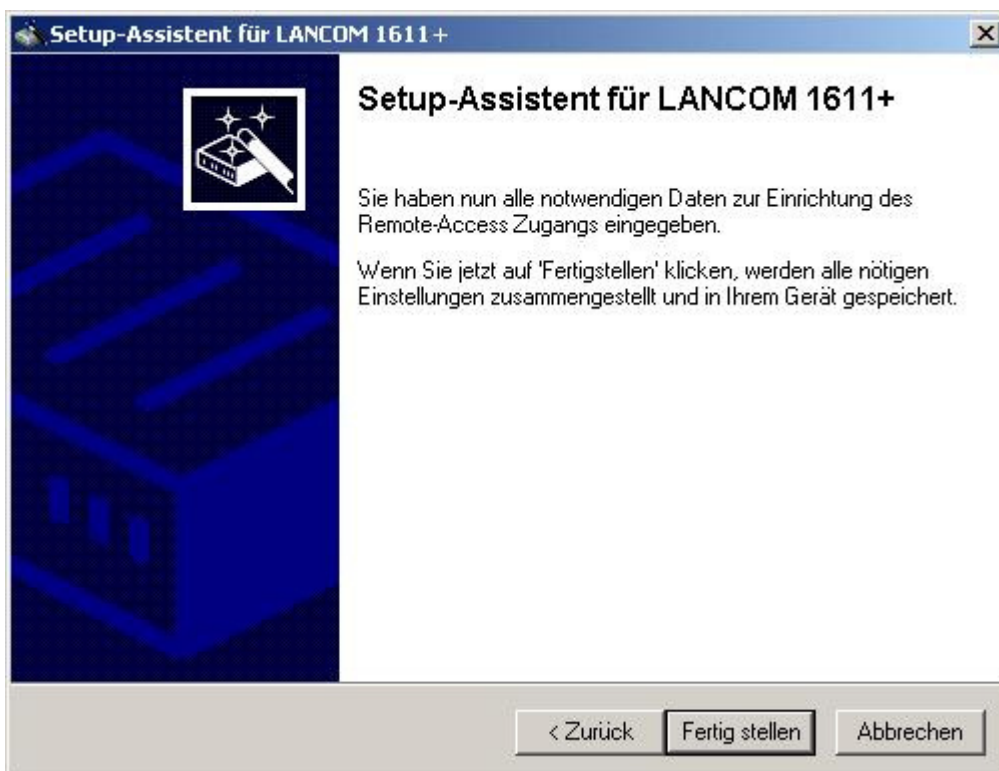 Setup-Assistent für LANCOM 1611+
Setup-Assistent für LANCOM 1611+
Sie haben nun alle notwendigen Daten zur Einrichtung des
Remote-Access Zugangs eingegeben.
Wenn Sie jetzt auf 'Fertigstellen' klicken, werden alle nötigen
Einstellungen zusammengestellt und in Ihrem Gerät gespeichert.
< Zurück
Fertig stellen
Abbrechen